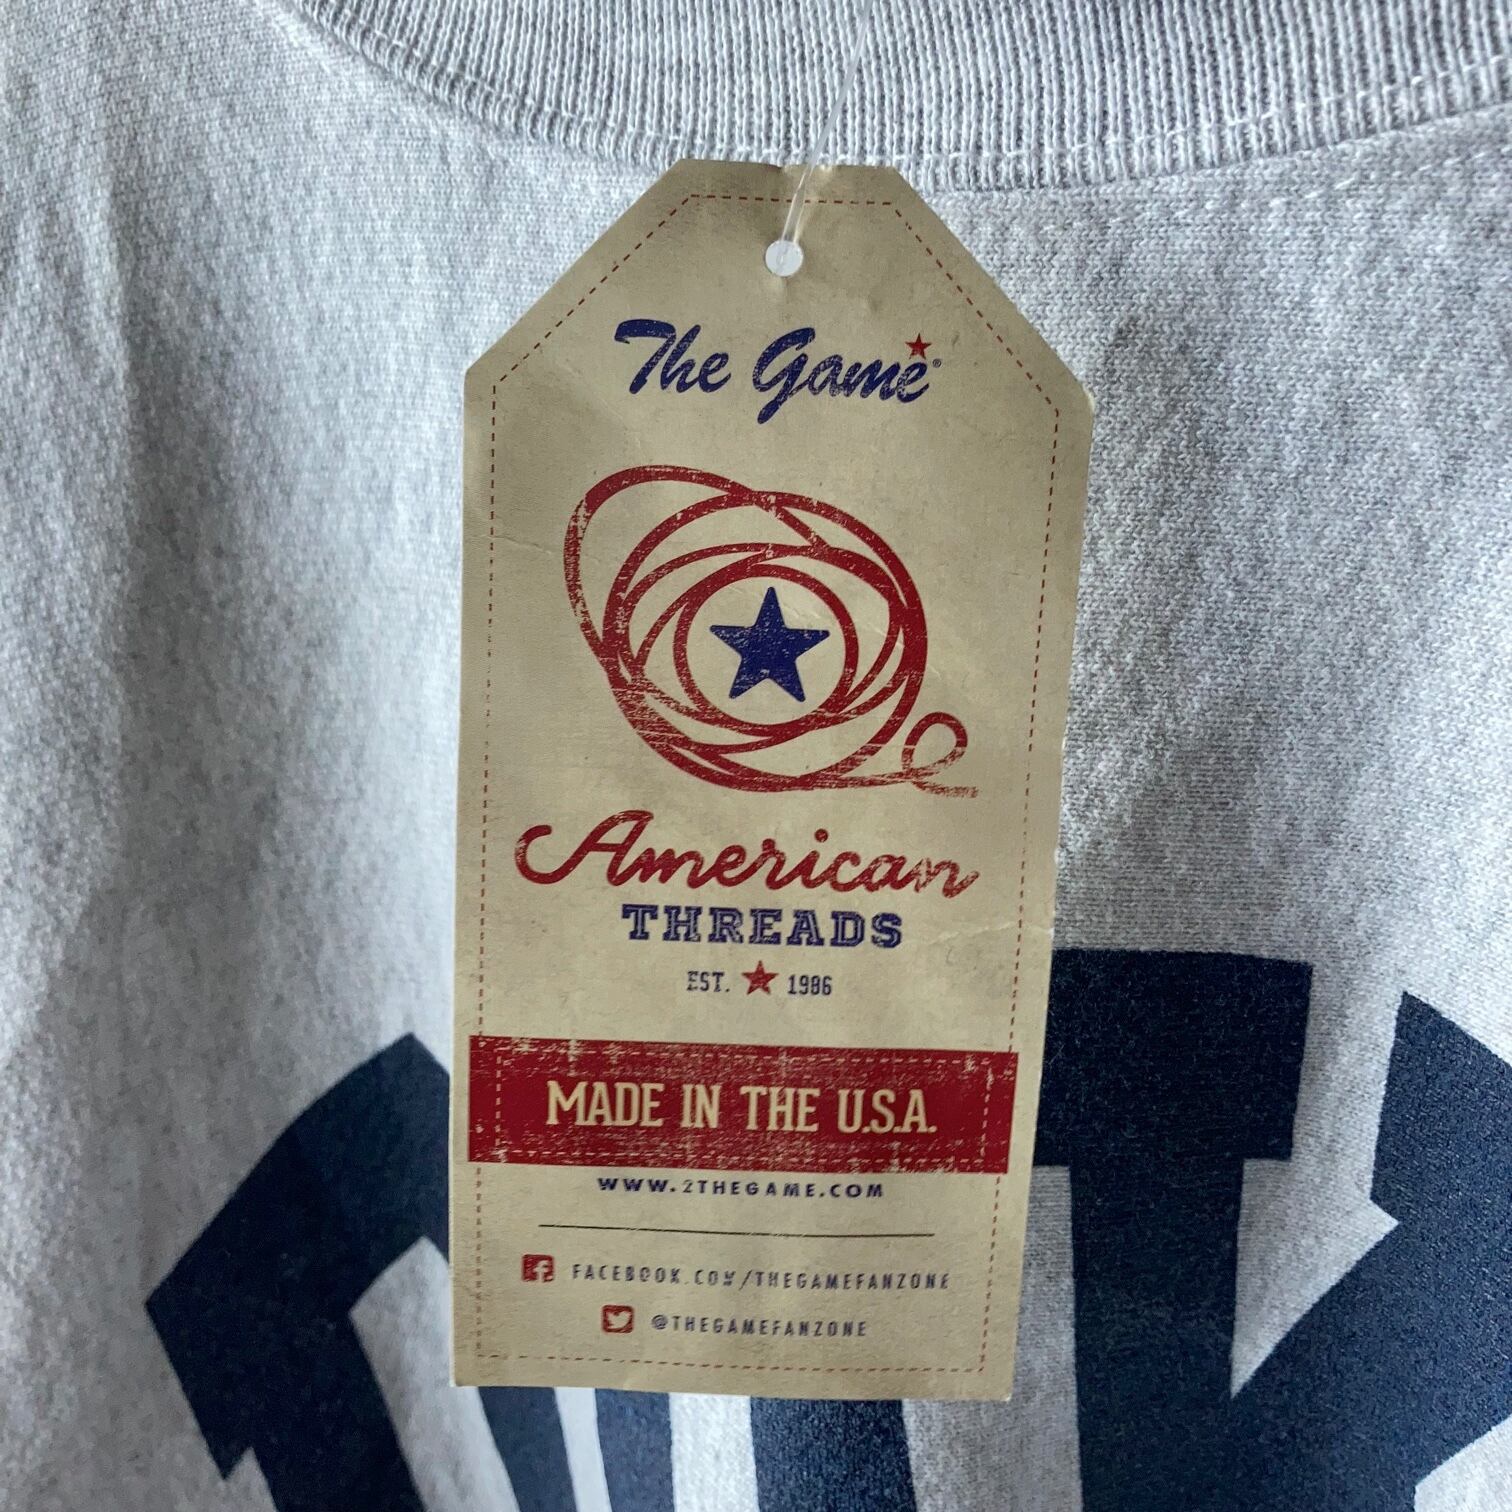 The Game
American
THREADS
EST. 1986
MADE IN THE U.S.A.
WWW.2THEGAME.COM
FACEBOOK.COM/THEGAMEFANZONE
@THEGAMEFANZONE